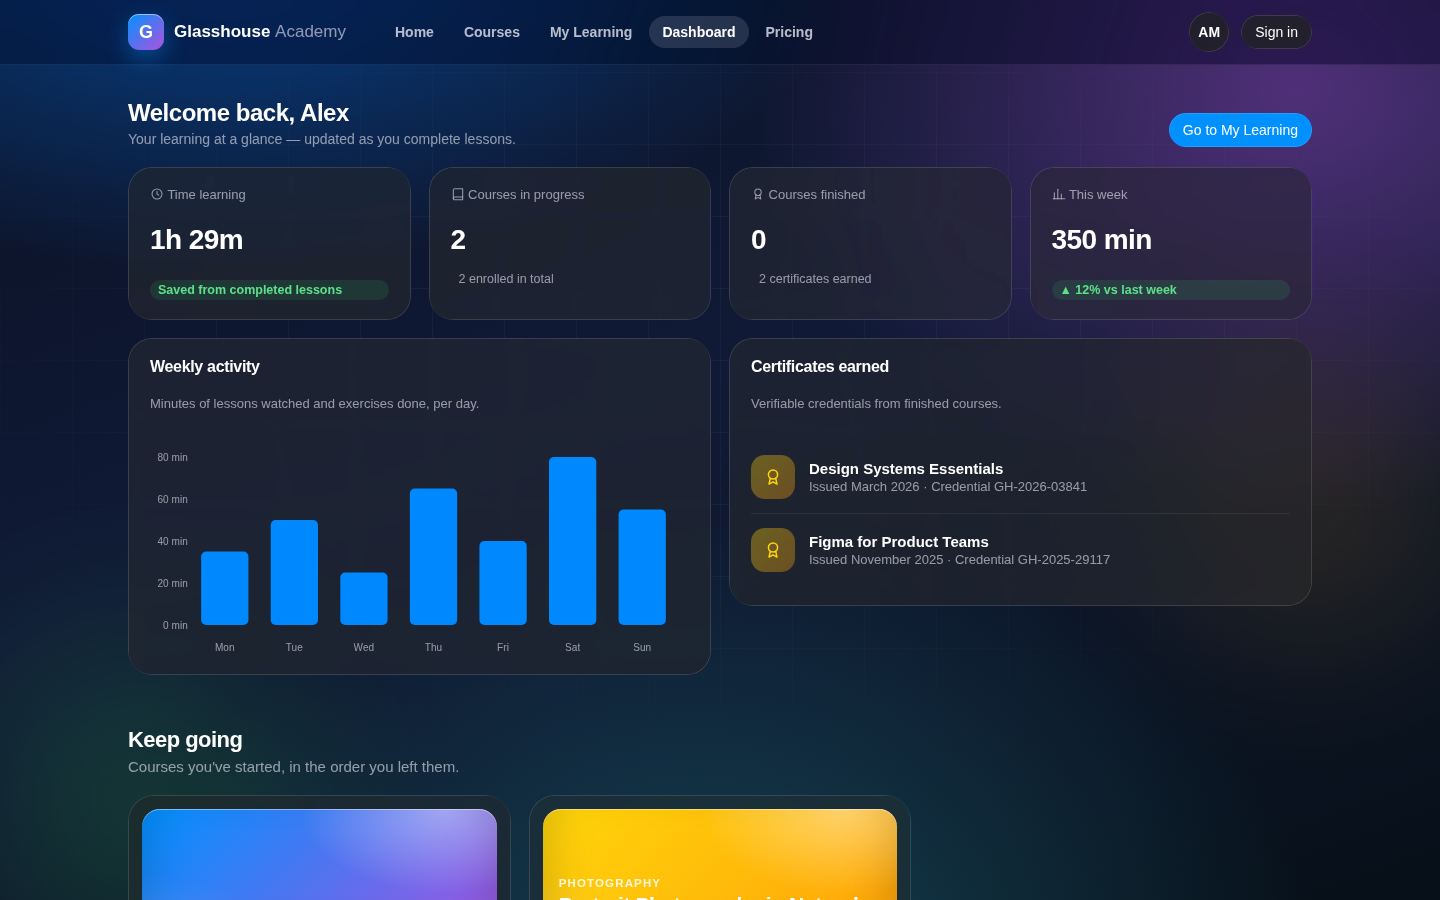 G
Glasshouse Academy
Home
Courses
My Learning
Dashboard
Pricing
AM
Sign in
Welcome back, Alex
Your learning at a glance — updated as you complete lessons.
Go to My Learning
Time learning
1h 29m
Saved from completed lessons
Courses in progress
2
2 enrolled in total
Courses finished
0
2 certificates earned
This week
350 min
▲ 12% vs last week
Weekly activity
Minutes of lessons watched and exercises done, per day.
80 min
60 min
40 min
20 min
0 min
Mon
Tue
Wed
Thu
Fri
Sat
Sun
Certificates earned
Verifiable credentials from finished courses.
Design Systems Essentials
Issued March 2026 · Credential GH-2026-03841
Figma for Product Teams
Issued November 2025 · Credential GH-2025-29117
Keep going
Courses you've started, in the order you left them.
PHOTOGRAPHY